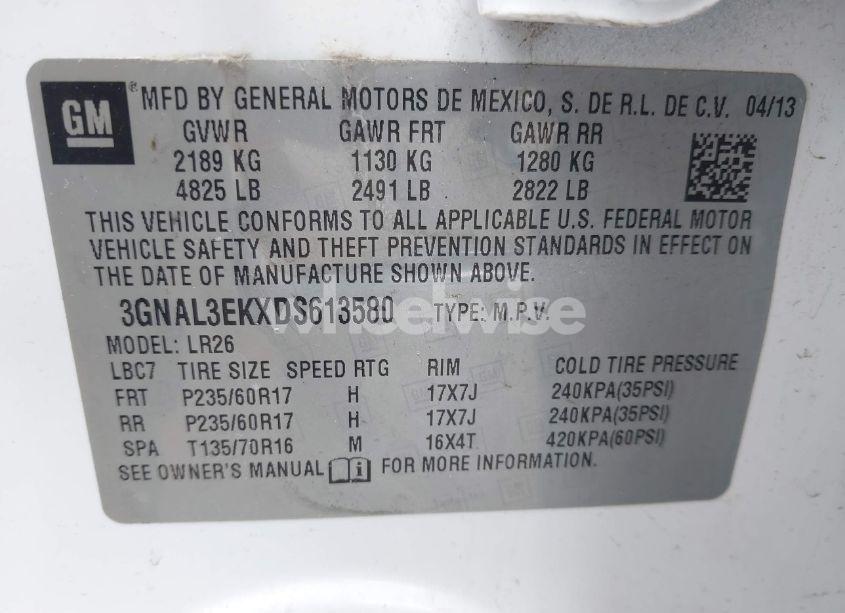 GM ® MFD BY GENERAL MOTORS DE MEXICO, S. DE R.L. DE C.V. 04/13
GVWR GAWR FRT GAWR RR
2189 KG 1130 KG 1280 KG
4825 LB 2491 LB 2822 LB
THIS VEHICLE CONFORMS TO ALL APPLICABLE U.S. FEDERAL MOTOR
VEHICLE SAFETY AND THEFT PREVENTION STANDARDS IN EFFECT ON
THE DATE OF MANUFACTURE SHOWN ABOVE.
3GNAL3EKXDS613580 TYPE: M.P.V.
wheelwise
MODEL: LR26
LBC7 TIRE SIZE SPEED RTG RIM COLD TIRE PRESSURE
FRT P235/60R17 H 17X7J 240KPA(35PSI)
RR P235/60R17 H 17X7J 240KPA(35PSI)
SPA T135/70R16 M 16X4T 420KPA(60PSI)
SEE OWNER'S MANUAL i FOR MORE INFORMATION.